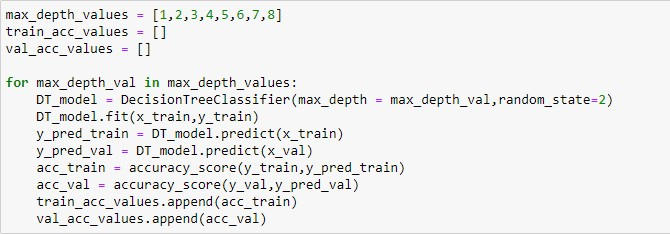 max_depth_values = [1,2,3,4,5,6,7,8]
train_acc_values = []
val_acc_values = []

for max_depth_val in max_depth_values:
    DT_model = DecisionTreeClassifier(max_depth = max_depth_val,random_state=2)
    DT_model.fit(x_train,y_train)
    y_pred_train = DT_model.predict(x_train)
    y_pred_val = DT_model.predict(x_val)
    acc_train = accuracy_score(y_train,y_pred_train)
    acc_val = accuracy_score(y_val,y_pred_val)
    train_acc_values.append(acc_train)
    val_acc_values.append(acc_val)